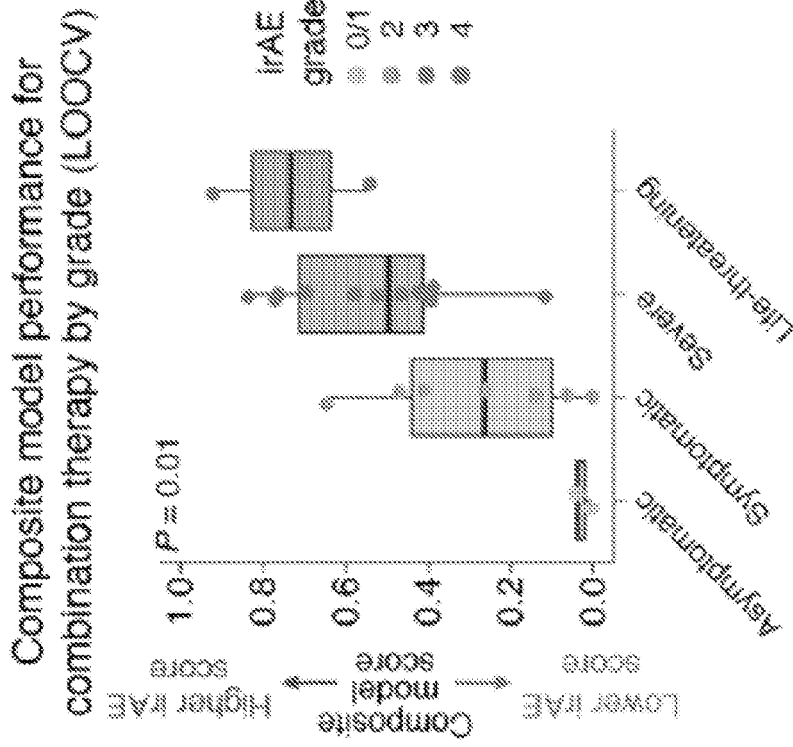 Composite model performance for
combination therapy by grade (LOOCV)
P = 0.01
1.0
0.8
0.6
0.4
0.2
0.0
Higher irAE
score
Composite
model
score
Lower irAE
score
Asymptomatic
Symptomatic
Severe
Life-threatening
irAE
grade
0/1
2
3
4